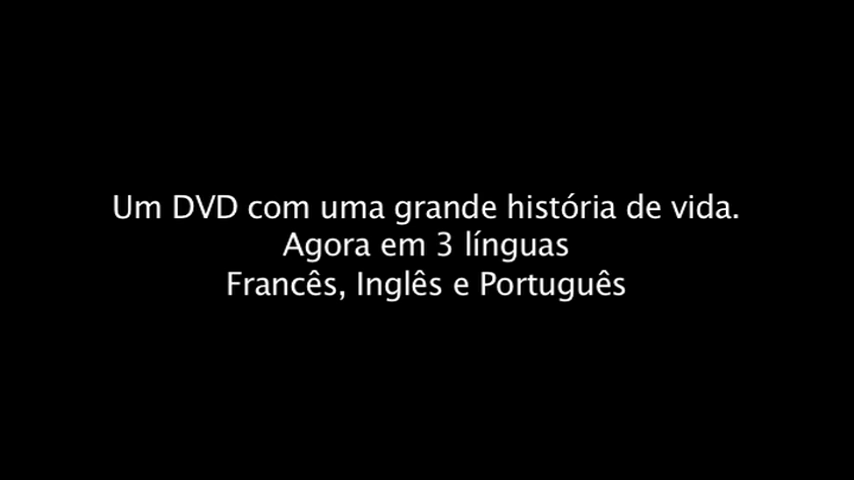 Um DVD com uma grande história de vida.
Agora em 3 línguas
Francês, Inglês e Português